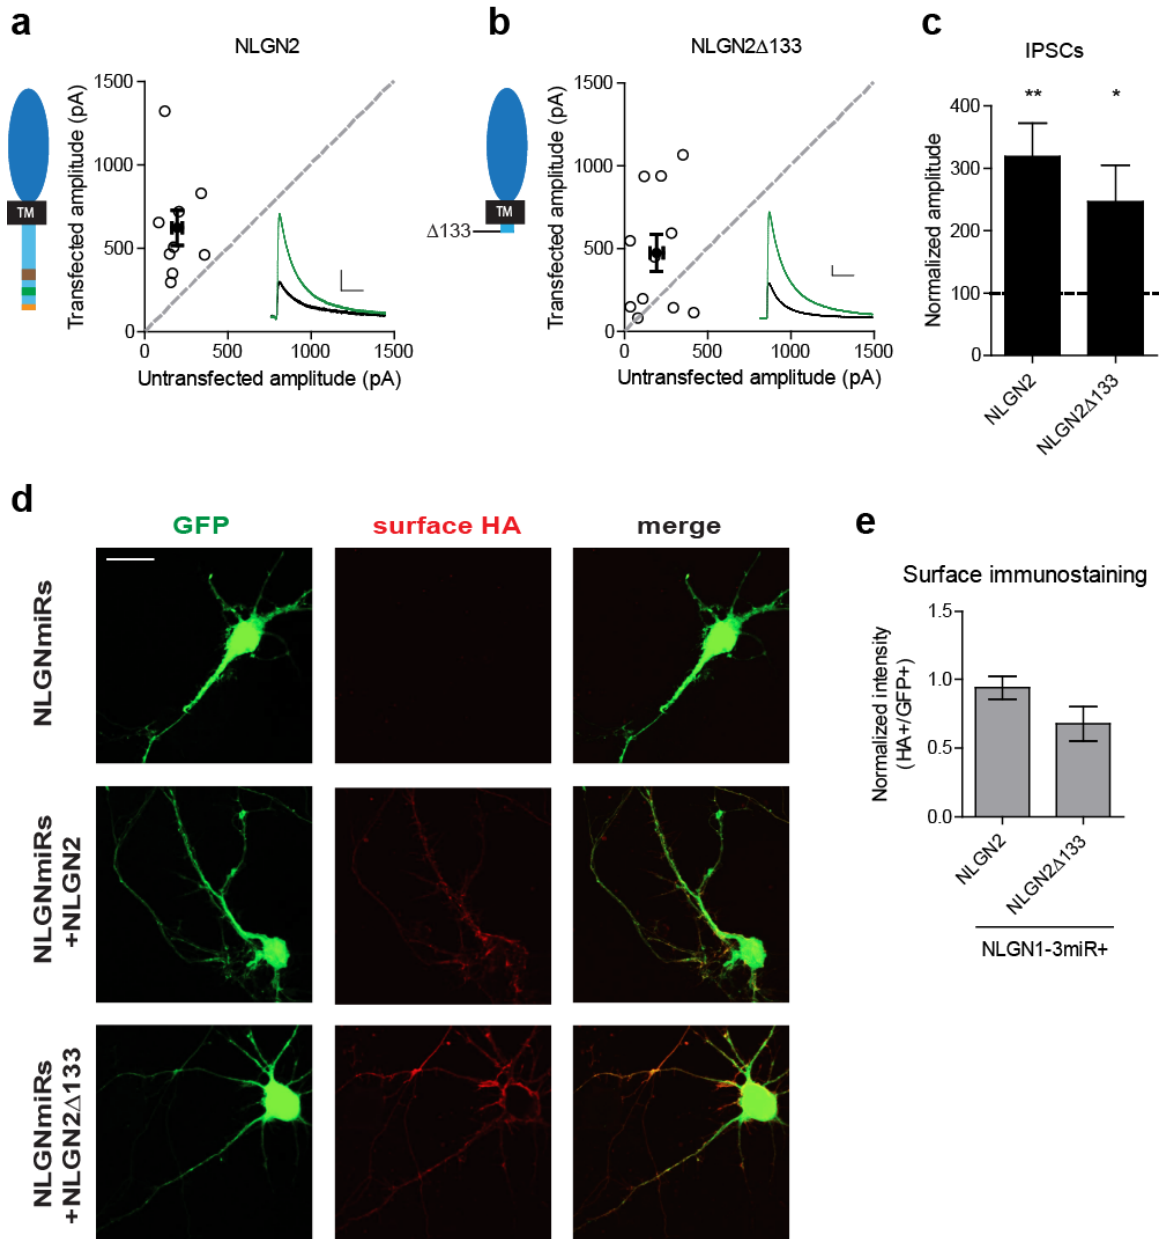 a
NLGN2
TM
Transfected amplitude (pA)
1500
1000
500
0
0 500 1000 1500
Untransfected amplitude (pA)
b
NLGN2Δ133
TM
Δ133
Transfected amplitude (pA)
1500
1000
500
0
0 500 1000 1500
Untransfected amplitude (pA)
c
IPSCs
** *
Normalized amplitude
400
300
200
100
0
NLGN2
NLGN2Δ133
d
GFP surface HA merge
NLGNmiRs
NLGNmiRs
+NLGN2
NLGNmiRs
+NLGN2Δ133
e
Surface immunostaining
Normalized intensity
(HA+/GFP+)
1.5
1.0
0.5
0.0
NLGN2
NLGN2Δ133
NLGN1-3miR+